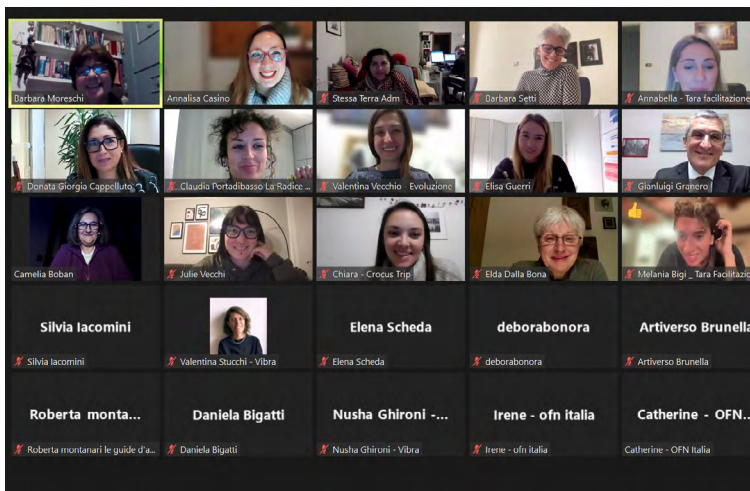 Barbara Moreschi
Annalisa Casino
Stessa Terra Adm
Barbara Setti
Annabella - Tara facilitazione
Donata Giorgia Cappelluto
Claudia Portadibasso La Radice ...
Valentina Vecchio - Evoluzione
Elisa Guerri
Gianluigi Granero
Camelia Boban
Julie Vecchi
Chiara - Crocus Trip
Elda Dalla Bona
Melania Bigi _ Tara Facilitazio
Silvia Iacomini
Elena Scheda
deborabonora
Artiverso Brunella
Silvia Iacomini
Valentina Stucchi - Vibra
Elena Scheda
deborabonora
Artiverso Brunella
Roberta monta...
Daniela Bigatti
Nusha Ghironi -...
Irene - ofn italia
Catherine - OFN...
Roberta montanari le guide d'a...
Daniela Bigatti
Nusha Ghironi - Vibra
Irene - ofn italia
Catherine - OFN Italia